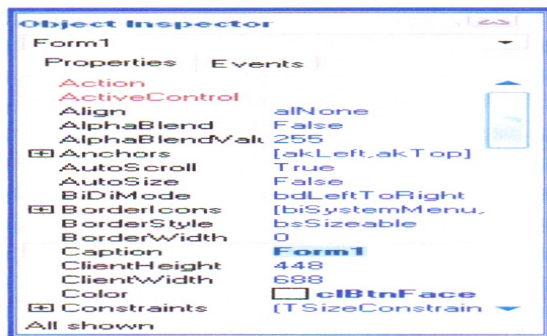 Object Inspector
Form1
Properties Events
Action
ActiveControl
Align alNone
AlphaBlend False
AlphaBlendValu 255
Anchors [akLeft,akTop]
AutoScroll True
AutoSize False
BiDiMode bdLeftToRight
BorderIcons [biSystemMenu,
BorderStyle bsSizeable
BorderWidth 0
Caption Form1
ClientHeight 448
ClientWidth 688
Color clBtnFace
Constraints (TSizeConstrain
All shown